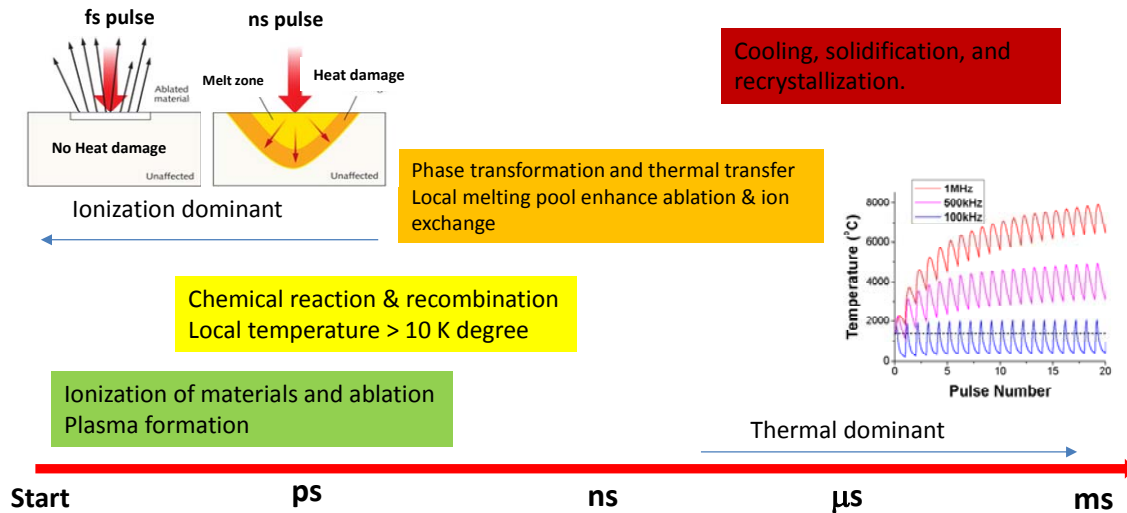 fs pulse
ns pulse
Ablated
material
No Heat damage
Unaffected
Melt zone
Heat damage
Unaffected
Cooling, solidification, and
recrystallization.
Ionization dominant
Phase transformation and thermal transfer
Local melting pool enhance ablation & ion
exchange
1MHz
500kHz
100kHz
Temperature (°C)
8000
6000
4000
2000
0
0
5
10
15
20
Pulse Number
Chemical reaction & recombination
Local temperature > 10 K degree
Ionization of materials and ablation
Plasma formation
Thermal dominant
Start
ps
ns
µs
ms